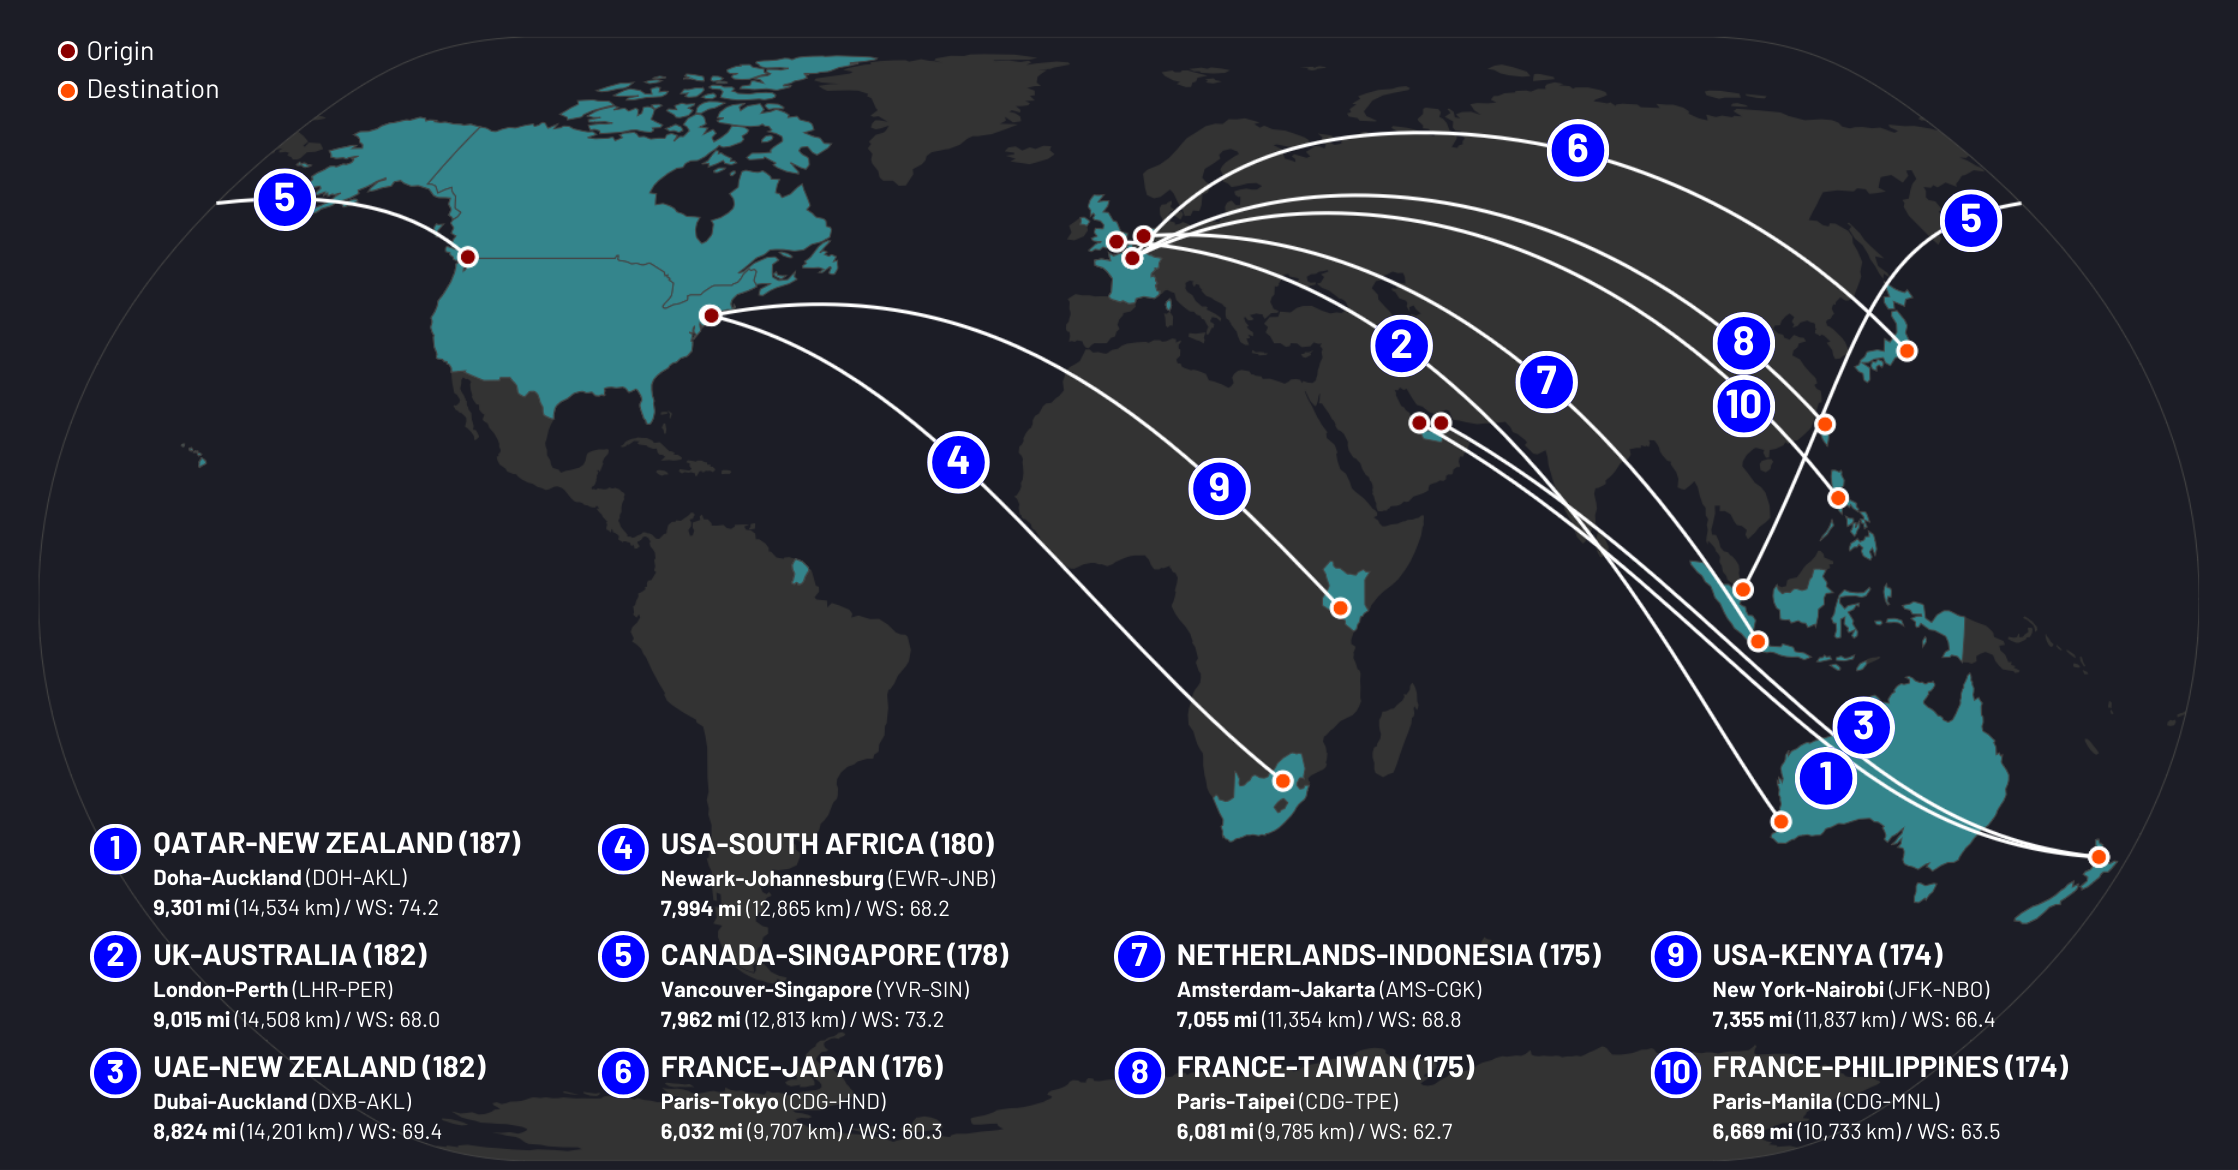 Origin
Destination
5
6
5
8
2
7
10
4
9
3
1
1 QATAR-NEW ZEALAND (187)
Doha-Auckland (DOH-AKL)
9,301 mi (14,534 km) / WS: 74.2
2 UK-AUSTRALIA (182)
London-Perth (LHR-PER)
9,015 mi (14,508 km) / WS: 68.0
3 UAE-NEW ZEALAND (182)
Dubai-Auckland (DXB-AKL)
8,824 mi (14,201 km) / WS: 69.4
4 USA-SOUTH AFRICA (180)
Newark-Johannesburg (EWR-JNB)
7,994 mi (12,865 km) / WS: 68.2
5 CANADA-SINGAPORE (178)
Vancouver-Singapore (YVR-SIN)
7,962 mi (12,813 km) / WS: 73.2
6 FRANCE-JAPAN (176)
Paris-Tokyo (CDG-HND)
6,032 mi (9,707 km) / WS: 60.3
7 NETHERLANDS-INDONESIA (175)
Amsterdam-Jakarta (AMS-CGK)
7,055 mi (11,354 km) / WS: 68.8
8 FRANCE-TAIWAN (175)
Paris-Taipei (CDG-TPE)
6,081 mi (9,785 km) / WS: 62.7
9 USA-KENYA (174)
New York-Nairobi (JFK-NBO)
7,355 mi (11,837 km) / WS: 66.4
10 FRANCE-PHILIPPINES (174)
Paris-Manila (CDG-MNL)
6,669 mi (10,733 km) / WS: 63.5